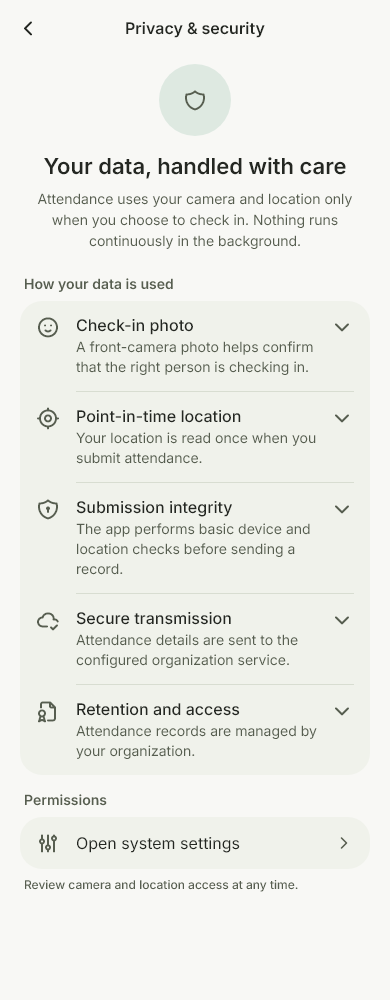 Privacy & security
Your data, handled with care
Attendance uses your camera and location only
when you choose to check in. Nothing runs
continuously in the background.
How your data is used
Check-in photo
A front-camera photo helps confirm
that the right person is checking in.
Point-in-time location
Your location is read once when you
submit attendance.
Submission integrity
The app performs basic device and
location checks before sending a
record.
Secure transmission
Attendance details are sent to the
configured organization service.
Retention and access
Attendance records are managed by
your organization.
Permissions
Open system settings
Review camera and location access at any time.